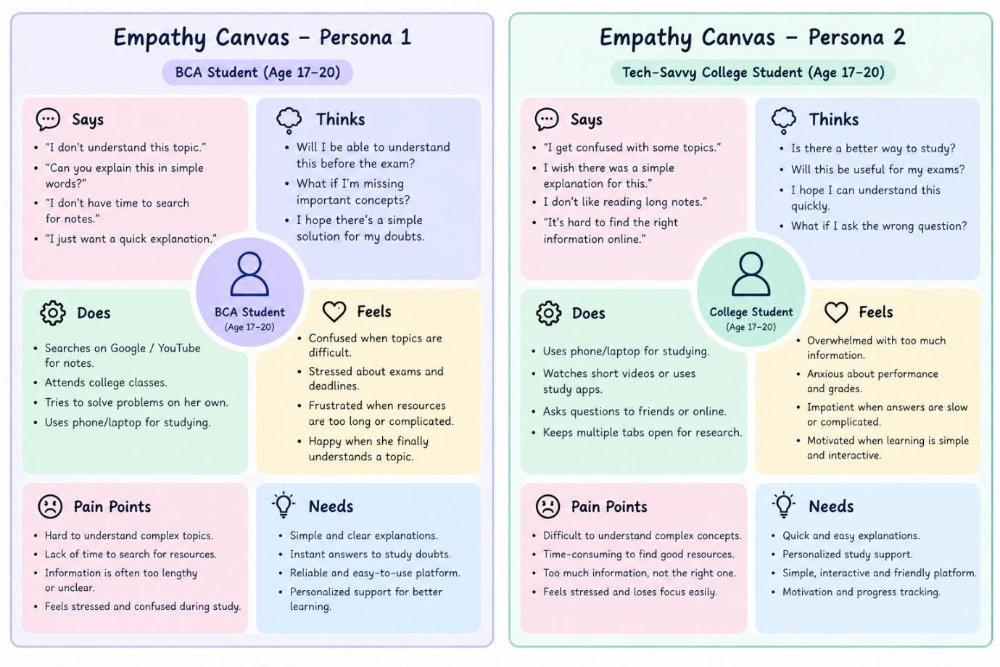 Empathy Canvas – Persona 1
BCA Student (Age 17–20)
Says
• “I don't understand this topic.”
• “Can you explain this in simple
words?”
• “I don't have time to search
for notes.”
• “I just want a quick explanation.”
Thinks
• Will I be able to understand
this before the exam?
• What if I'm missing
important concepts?
• I hope there's a simple
solution for my doubts.
BCA Student
(Age 17–20)
Does
• Searches on Google / YouTube
for notes.
• Attends college classes.
• Tries to solve problems on her own.
• Uses phone/laptop for studying.
Feels
• Confused when topics are
difficult.
• Stressed about exams and
deadlines.
• Frustrated when resources
are too long or complicated.
• Happy when she finally
understands a topic.
Pain Points
• Hard to understand complex topics.
• Lack of time to search for resources.
• Information is often too lengthy
or unclear.
• Feels stressed and confused during study.
Needs
• Simple and clear explanations.
• Instant answers to study doubts.
• Reliable and easy-to-use platform.
• Personalized support for better
learning.
Empathy Canvas – Persona 2
Tech-Savvy College Student (Age 17–20)
Says
• “I get confused with some topics.”
• I wish there was a simple
explanation for this.”
• I don't like reading long notes.”
• “It's hard to find the right
information online.”
Thinks
• Is there a better way to study?
• Will this be useful for my exams?
• I hope I can understand this
quickly.
• What if I ask the wrong question?
College Student
(Age 17–20)
Does
• Uses phone/laptop for studying.
• Watches short videos or uses
study apps.
• Asks questions to friends or online.
• Keeps multiple tabs open for research.
Feels
• Overwhelmed with too much
information.
• Anxious about performance
and grades.
• Impatient when answers are slow
or complicated.
• Motivated when learning is simple
and interactive.
Pain Points
• Difficult to understand complex concepts.
• Time-consuming to find good resources.
• Too much information, not the right one.
• Feels stressed and loses focus easily.
Needs
• Quick and easy explanations.
• Personalized study support.
• Simple, interactive and friendly platform.
• Motivation and progress tracking.